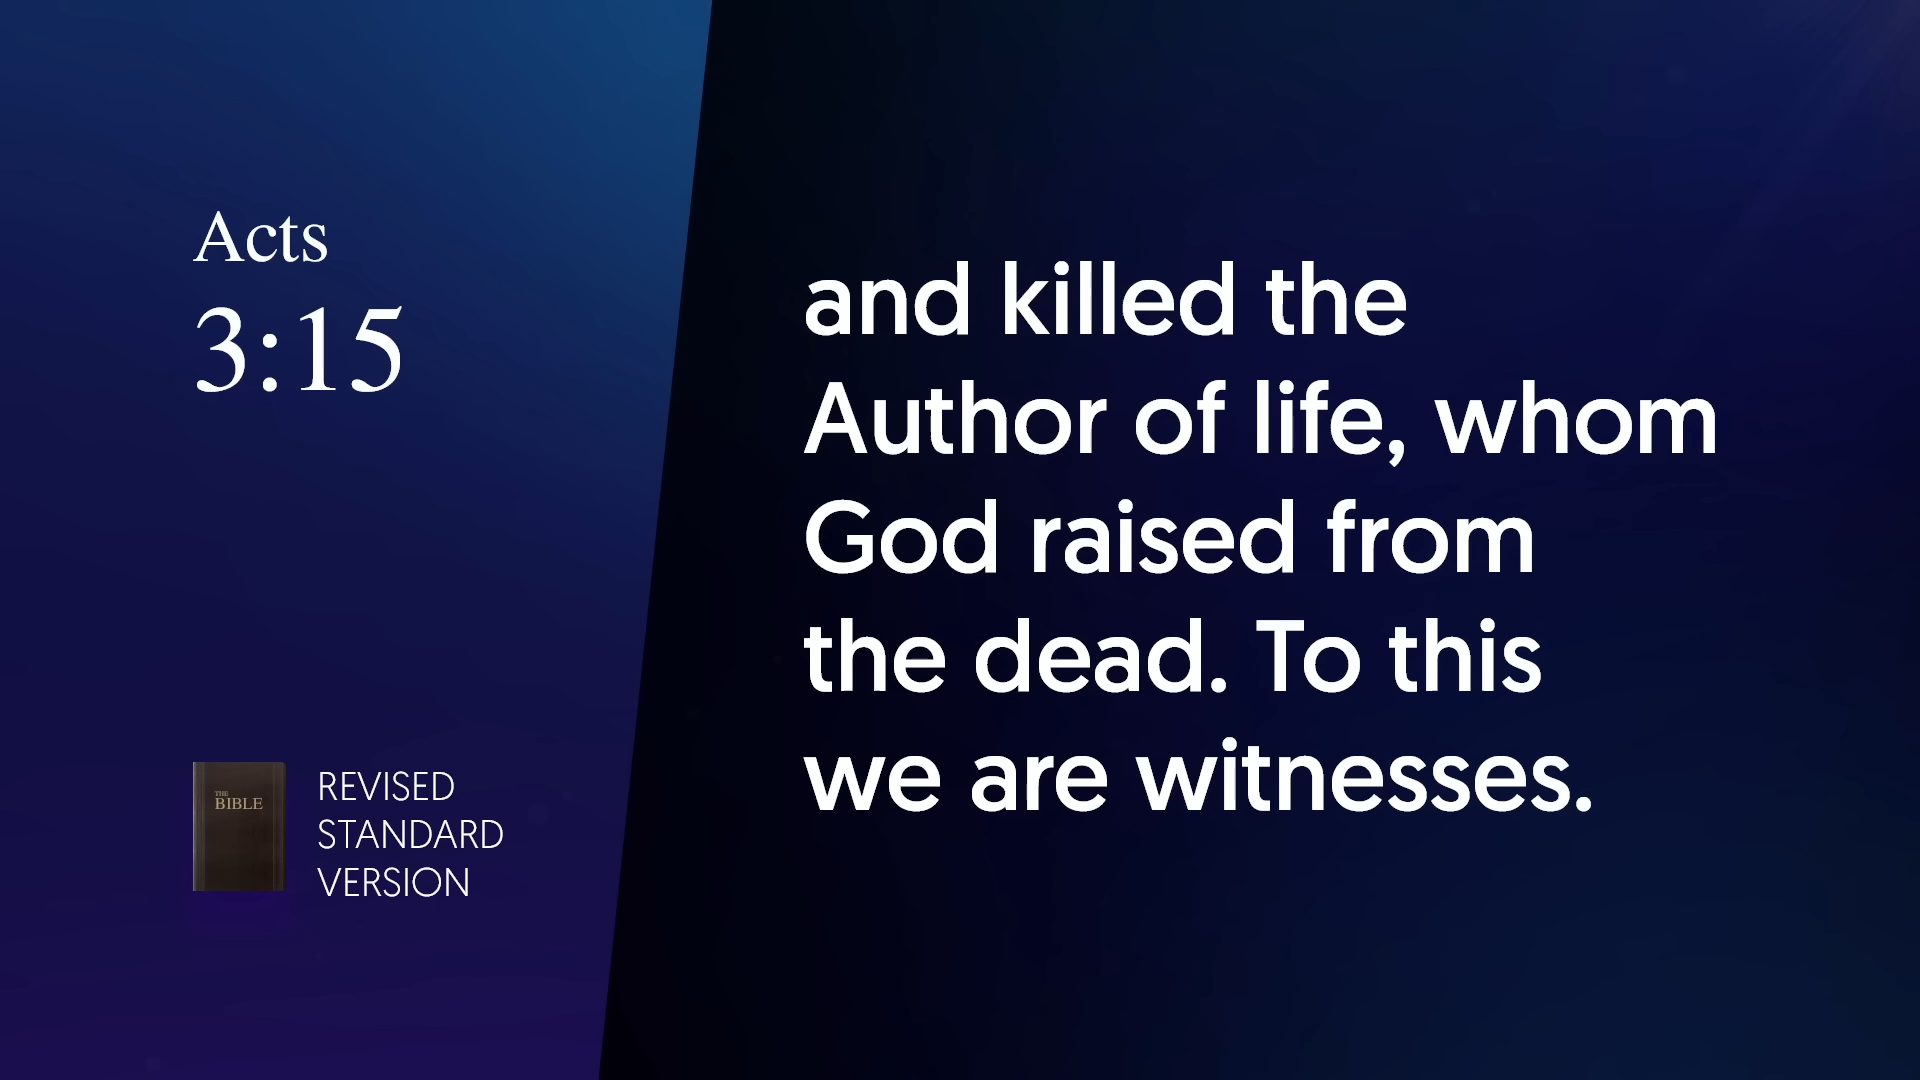 Acts
3:15
and killed the
Author of life, whom
God raised from
the dead. To this
we are witnesses.
THE
BIBLE
REVISED
STANDARD
VERSION